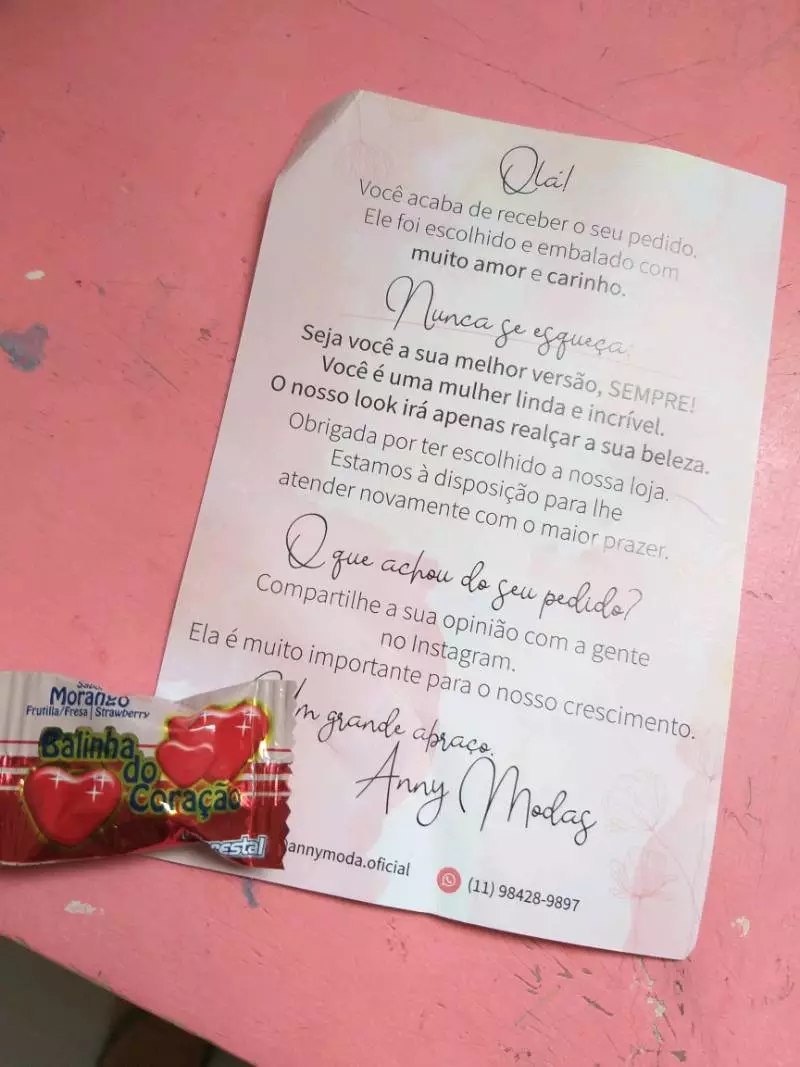 Olá!
Você acaba de receber o seu pedido.
Ele foi escolhido e embalado com
muito amor e carinho.
Nunca se esqueça:
Seja você a sua melhor versão, SEMPRE!
Você é uma mulher linda e incrível.
O nosso look irá apenas realçar a sua beleza.
Obrigada por ter escolhido a nossa loja.
Estamos à disposição para lhe
atender novamente com o maior prazer.
O que achou do seu pedido?
Compartilhe a sua opinião com a gente
no Instagram.
Ela é muito importante para o nosso crescimento.
Um grande abraço.
Anny Modas
annymoda.oficial
(11) 98428-9897
Morango
Frutilla/Fresa | Strawberry
Balinha
do
Coração